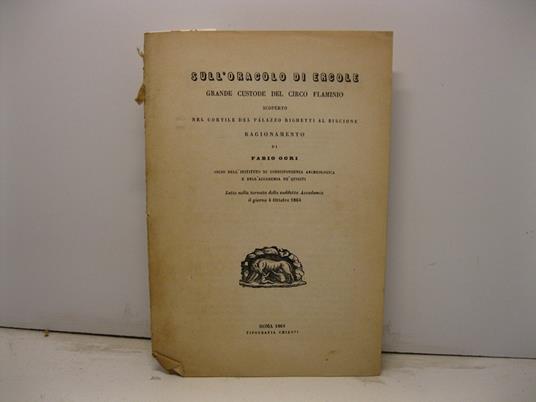 SULL'ORACOLO DI ERCOLE
GRANDE CUSTODE DEL CIRCO FLAMINIO
SCOPERTO
NEL CORTILE DEL PALAZZO RIGHETTI AL BISCIONE
RAGIONAMENTO
DI
FABIO GORI
SOCIO DELL'INSTITUTO DI CORRISPONDENZA ARCHEOLOGICA
E DELL'ACCADEMIA DE' QUIRITI
Letto nella tornata della suddetta Accademia
il giorno 4 Ottobre 1864
ROMA 1864
TIPOGRAFIA CHIASSI